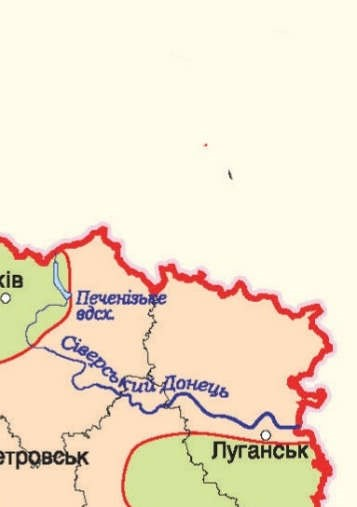 ків
Печенізьке
вдсх.
Сіверський Донець
Луганськ
етровськ